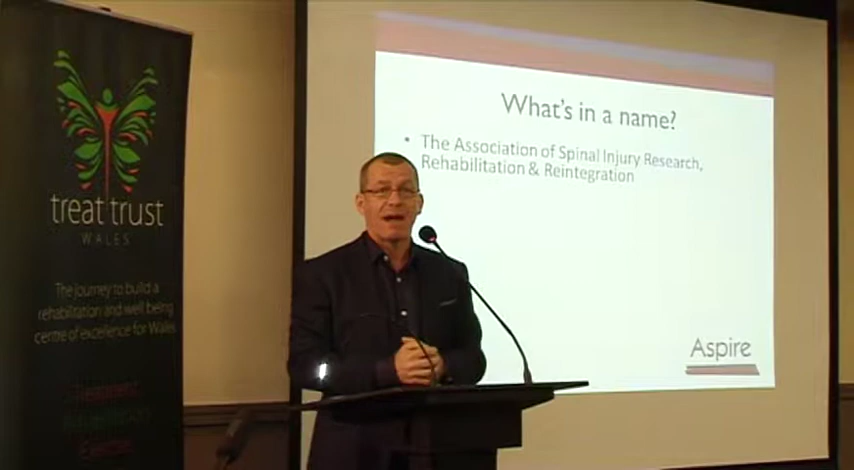 treat trust
WALES
The journey to build a
rehabilitation and well being
centre of excellence for Wales
What's in a name?
• The Association of Spinal Injury Research,
Rehabilitation & Reintegration
Aspire